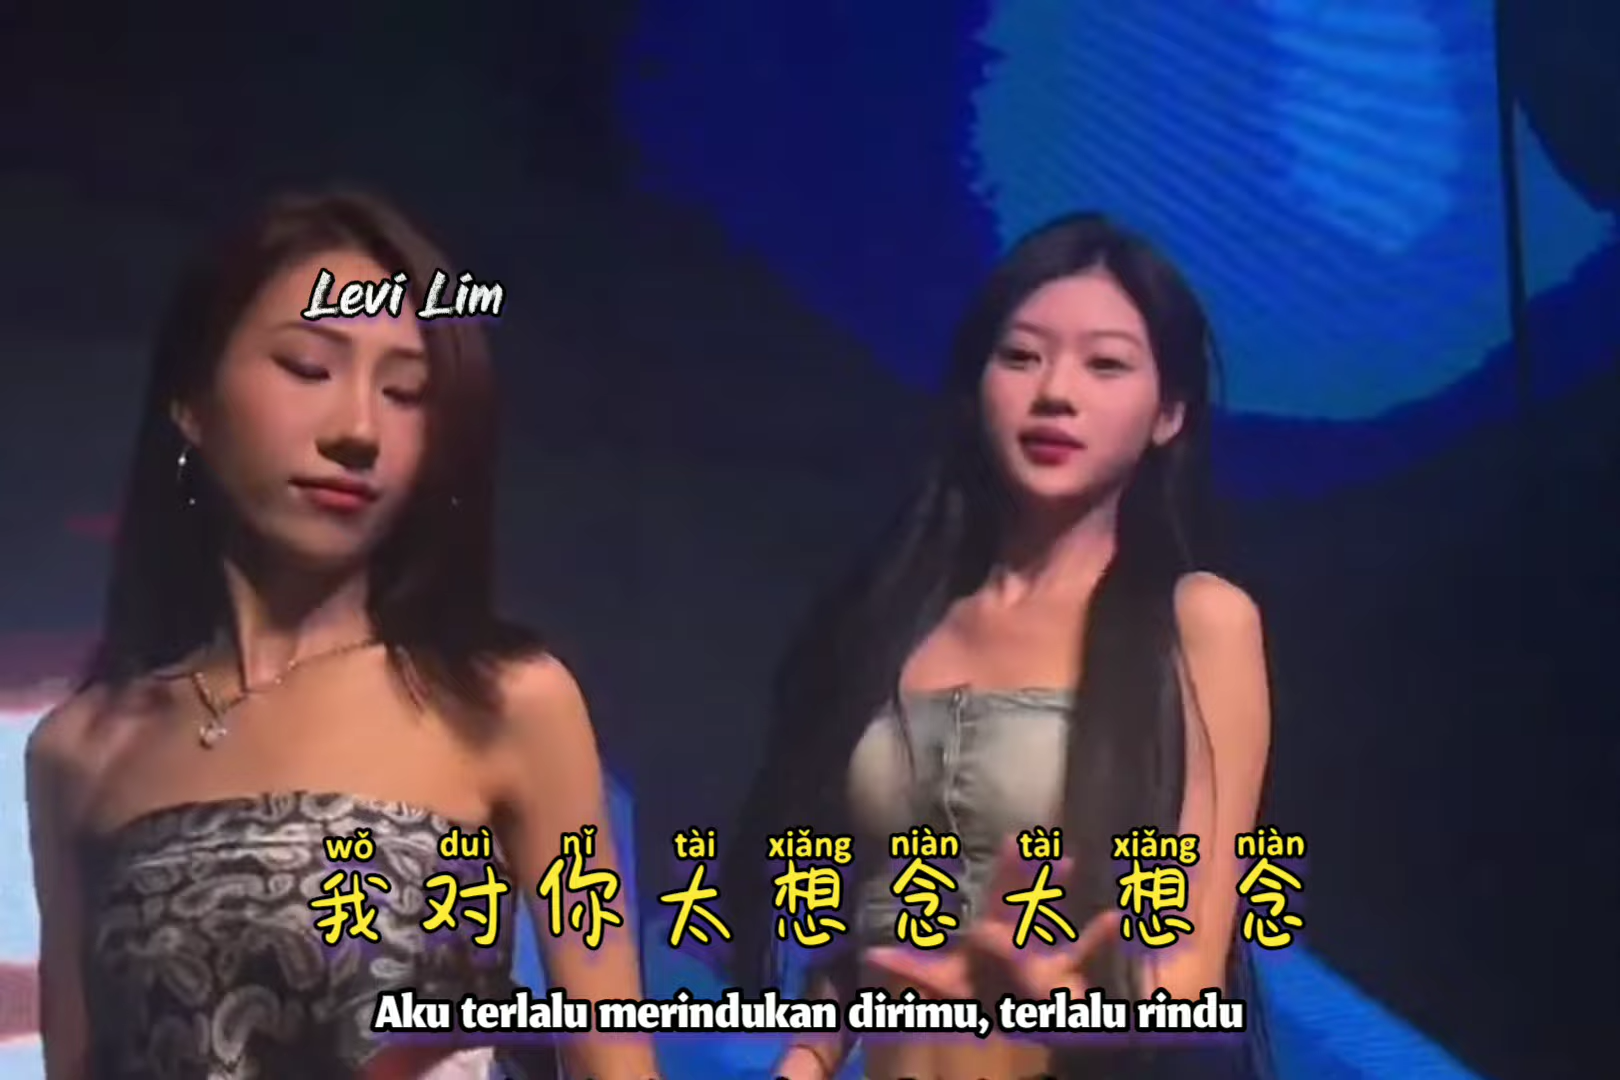 Levi Lim
wǒ duì nǐ tài xiǎng niàn tài xiǎng niàn
我对你太想念太想念
Aku terlalu merindukan dirimu, terlalu rindu